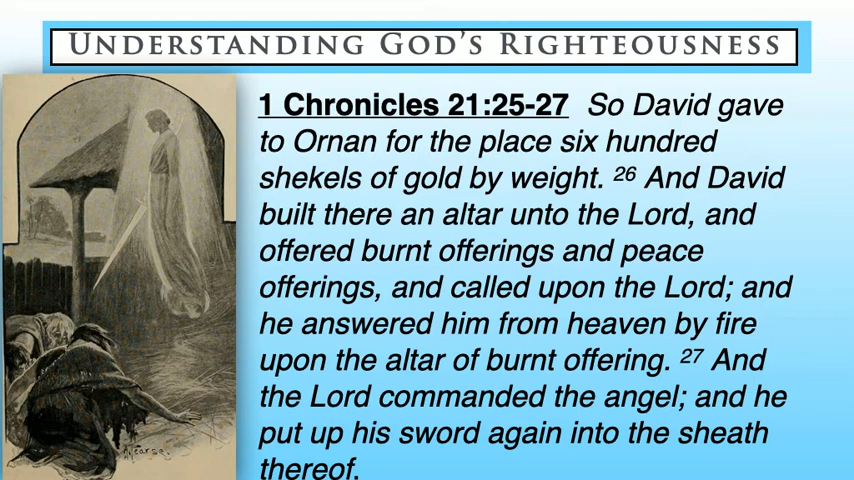 Understanding God's Righteousness
1 Chronicles 21:25-27 So David gave
to Ornan for the place six hundred
shekels of gold by weight. 26 And David
built there an altar unto the Lord, and
offered burnt offerings and peace
offerings, and called upon the Lord; and
he answered him from heaven by fire
upon the altar of burnt offering. 27 And
the Lord commanded the angel; and he
put up his sword again into the sheath
thereof.